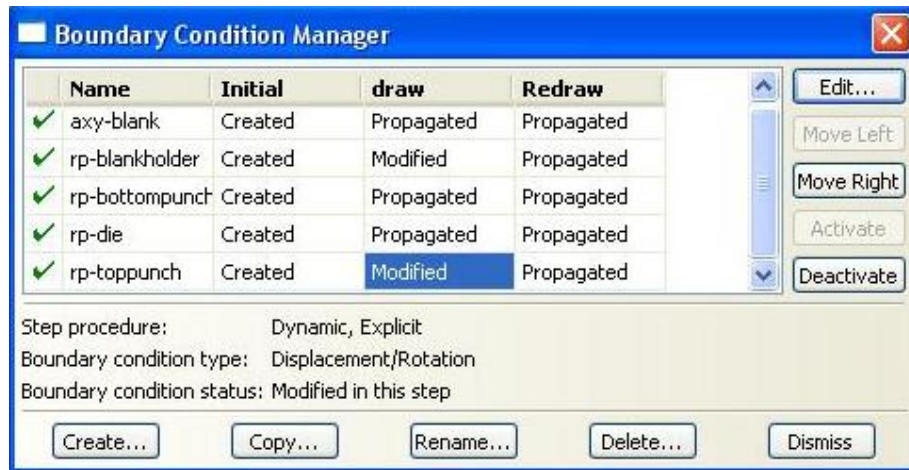 Boundary Condition Manager
Name Initial draw Redraw
Edit...
axy-blank Created Propagated Propagated
Move Left
rp-blankholder Created Modified Propagated
Move Right
rp-bottompunch Created Propagated Propagated
Activate
rp-die Created Propagated Propagated
rp-toppunch Created Modified Propagated
Deactivate
Step procedure: Dynamic, Explicit
Boundary condition type: Displacement/Rotation
Boundary condition status: Modified in this step
Create... Copy... Rename... Delete... Dismiss